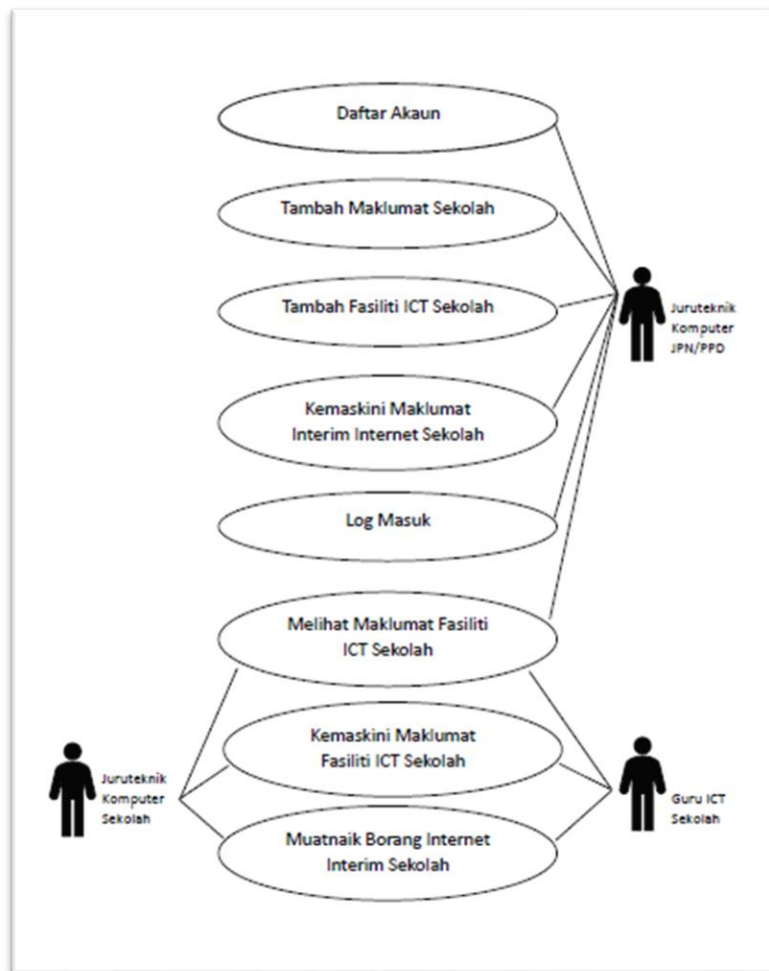 Daftar Akaun
Tambah Maklumat Sekolah
Tambah Fasiliti ICT Sekolah
Juruteknik
Komputer
JPN/PPD
Kemaskini Maklumat
Interim Internet Sekolah
Log Masuk
Melihat Maklumat Fasiliti
ICT Sekolah
Kemaskini Maklumat
Fasiliti ICT Sekolah
Juruteknik
Komputer
Sekolah
Guru ICT
Sekolah
Muatnaik Borang Internet
Interim Sekolah